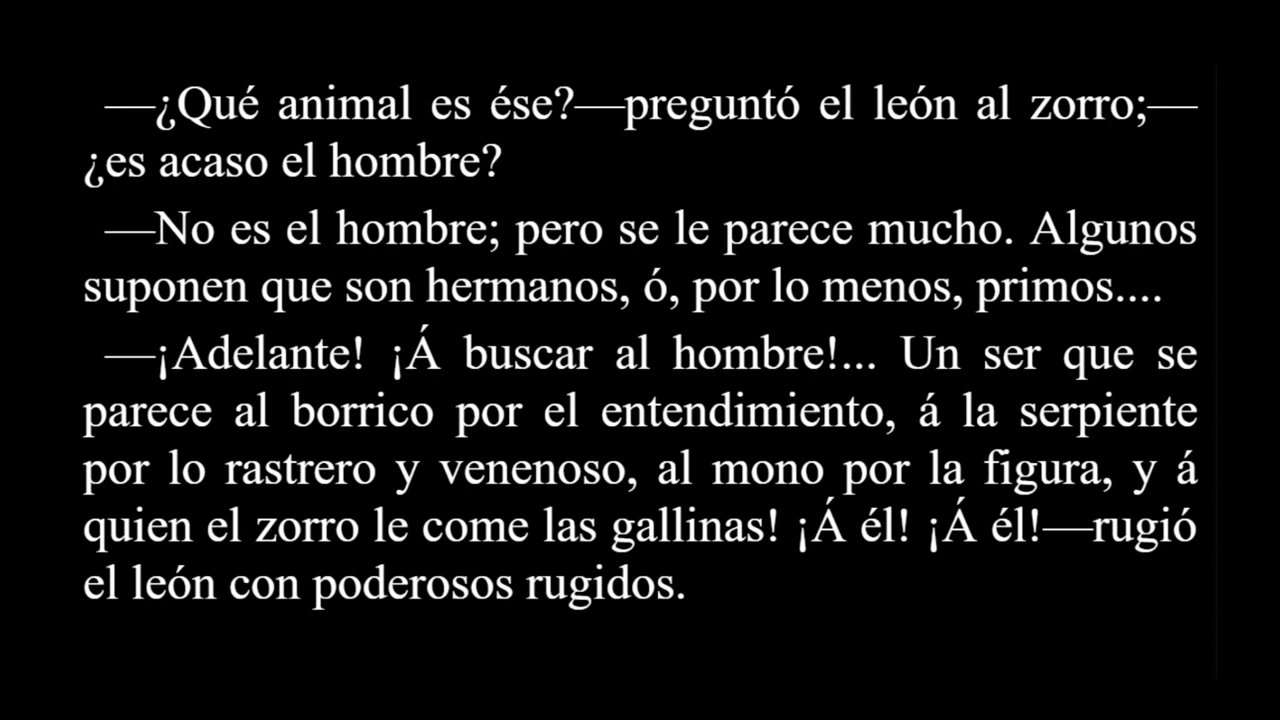 —¿Qué animal es ése?—preguntó el león al zorro;—
¿es acaso el hombre?
—No es el hombre; pero se le parece mucho. Algunos
suponen que son hermanos, ó, por lo menos, primos....
—¡Adelante! ¡Á buscar al hombre!... Un ser que se
parece al borrico por el entendimiento, á la serpiente
por lo rastrero y venenoso, al mono por la figura, y á
quien el zorro le come las gallinas! ¡Á él! ¡Á él!—rugió
el león con poderosos rugidos.